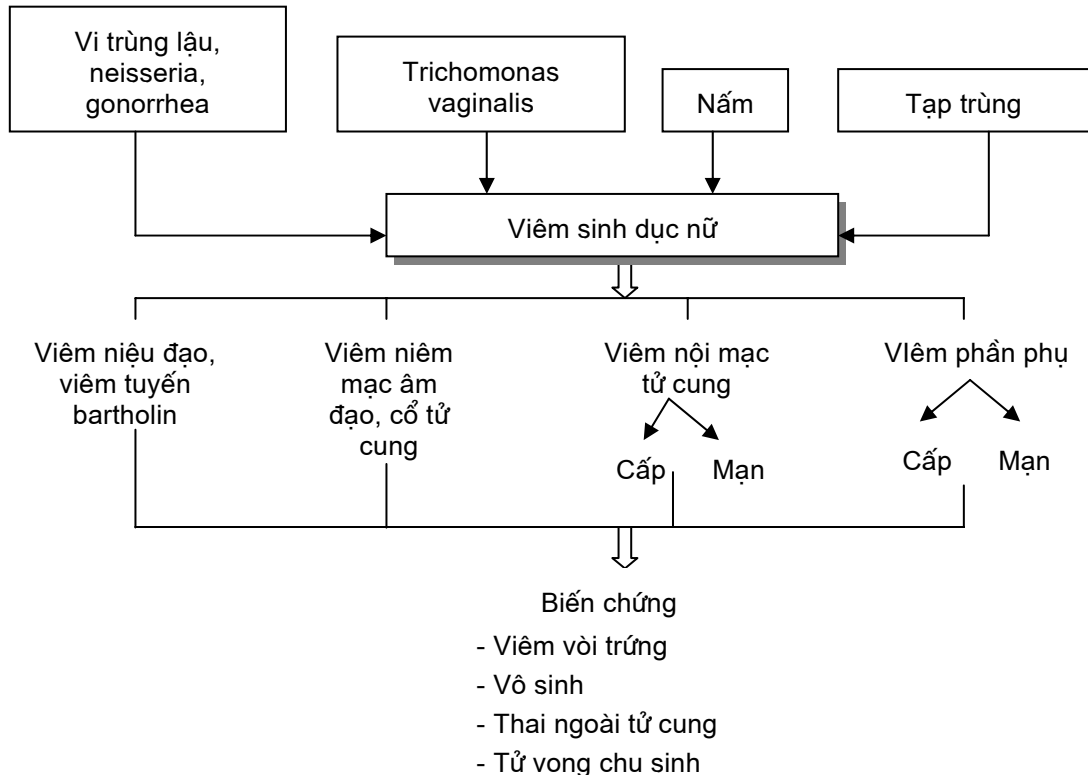 Vi trùng lậu,
neisseria,
gonorrhea
Trichomonas
vaginalis
Nấm
Tạp trùng
Viêm sinh dục nữ
Viêm niệu đạo,
viêm tuyến
bartholin
Viêm niêm
mạc âm
đạo, cổ tử
cung
Viêm nội mạc
tử cung
Cấp
Mạn
VIêm phần phụ
Cấp
Mạn
Biến chứng
- Viêm vòi trứng
- Vô sinh
- Thai ngoài tử cung
- Tử vong chu sinh